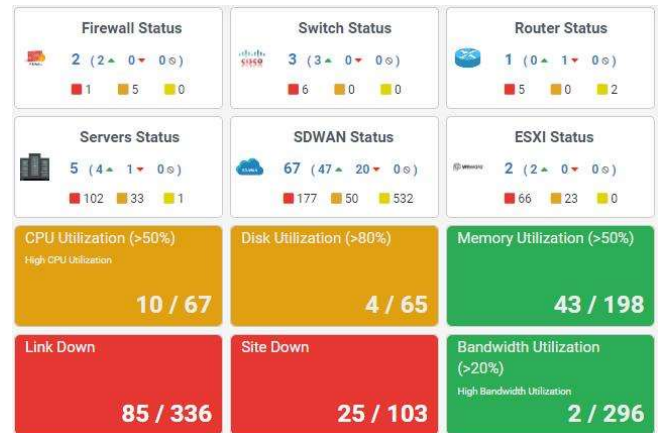 Firewall Status
2 (2▲ 0▼ 0⊘)
1 5 0
Switch Status
CISCO
3 (3▲ 0▼ 0⊘)
6 0 0
Router Status
1 (0▲ 1▼ 0⊘)
5 0 2
Servers Status
5 (4▲ 1▼ 0⊘)
102 33 1
SDWAN Status
67 (47▲ 20▼ 0⊘)
177 50 532
ESXI Status
vmware
2 (2▲ 0▼ 0⊘)
66 23 0
CPU Utilization (>50%)
High CPU Utilization
10 / 67
Disk Utilization (>80%)
4 / 65
Memory Utilization (>50%)
43 / 198
Link Down
85 / 336
Site Down
25 / 103
Bandwidth Utilization
(>20%)
High Bandwidth Utilization
2 / 296